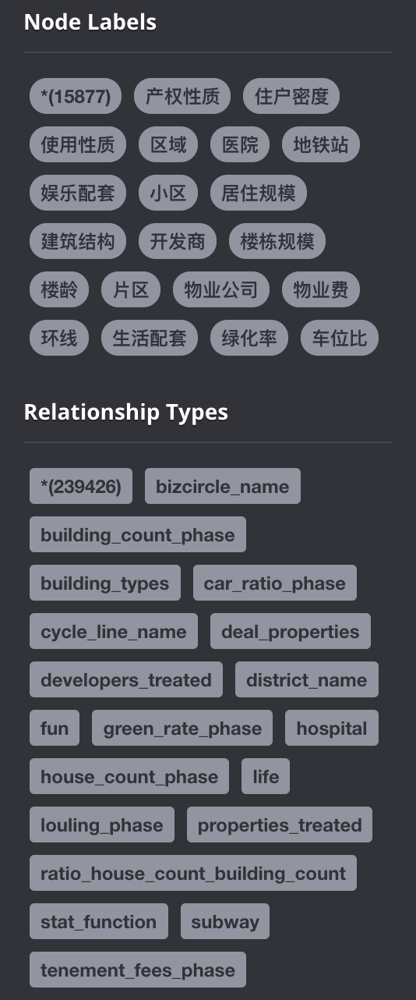 Node Labels
*(15877) 产权性质 住户密度
使用性质 区域 医院 地铁站
娱乐配套 小区 居住规模
建筑结构 开发商 楼栋规模
楼龄 片区 物业公司 物业费
环线 生活配套 绿化率 车位比
Relationship Types
*(239426) bizcircle_name
building_count_phase
building_types car_ratio_phase
cycle_line_name deal_properties
developers_treated district_name
fun green_rate_phase hospital
house_count_phase life
louling_phase properties_treated
ratio_house_count_building_count
stat_function subway
tenement_fees_phase